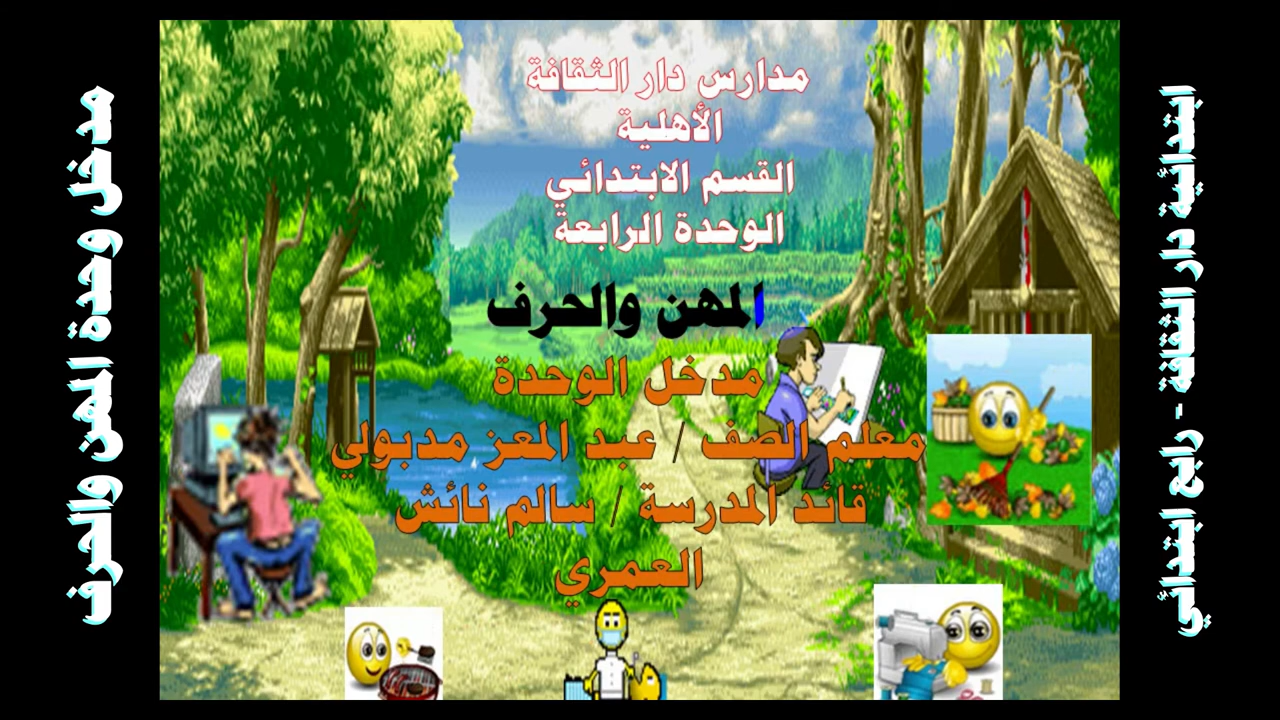 مدارس دار الثقافة
الأهلية
القسم الابتدائي
الوحدة الرابعة
المهن والحرف
مدخل الوحدة
معلم الصف / عبد المعز مدبولي
قائد المدرسة / سالم نائش
العمري
ابتدائية دار الثقافة - رابع ابتدائي
مدخل وحدة المهن والحرف